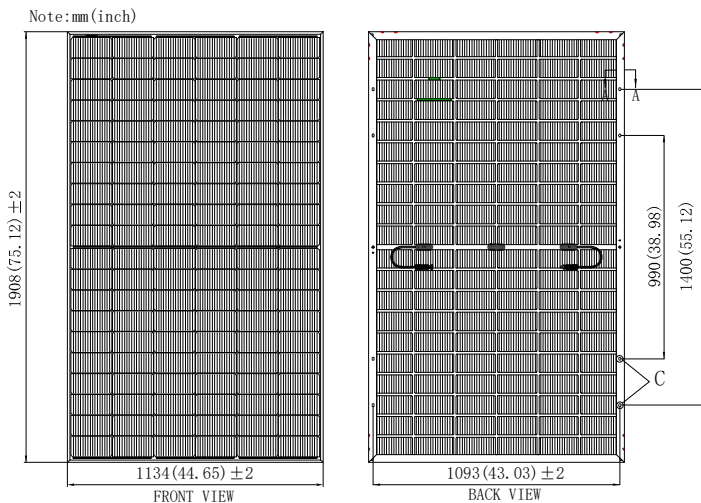 Note:mm(inch)
1908(75.12)±2
1134(44.65)±2
FRONT VIEW
A
A
990(38.98)
1400(55.12)
C
1093(43.03)±2
BACK VIEW